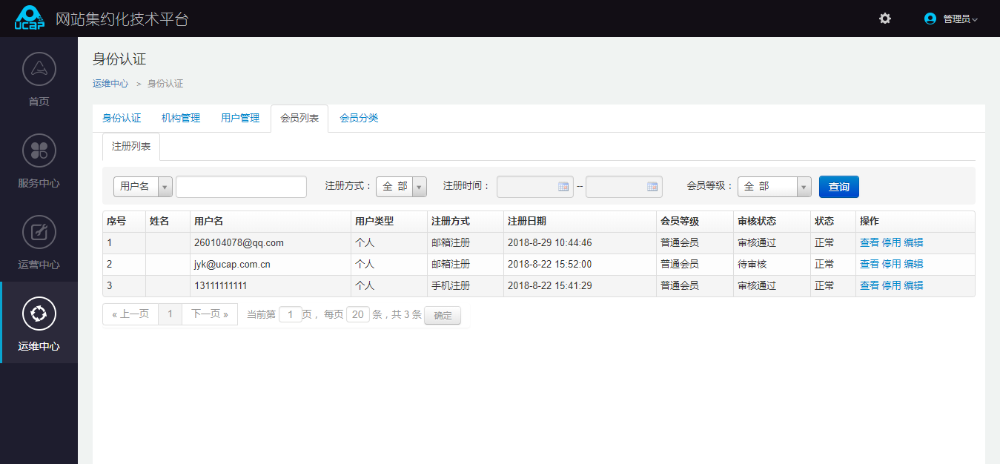 UCAP 网站集约化技术平台 管理员
首页
服务中心
运营中心
运维中心
身份认证
运维中心 > 身份认证
身份认证 机构管理 用户管理 会员列表 会员分类
注册列表
用户名 注册方式： 全 部 注册时间： -- 会员等级： 全 部 查询
序号 姓名 用户名 用户类型 注册方式 注册日期 会员等级 审核状态 状态 操作
1 260104078@qq.com 个人 邮箱注册 2018-8-29 10:44:46 普通会员 审核通过 正常 查看 停用 编辑
2 jyk@ucap.com.cn 个人 邮箱注册 2018-8-22 15:52:00 普通会员 待审核 正常 查看 停用 编辑
3 13111111111 个人 手机注册 2018-8-22 15:41:29 普通会员 审核通过 正常 查看 停用 编辑
« 上一页 1 下一页 » 当前第 1 页， 每页 20 条，共 3 条 确定